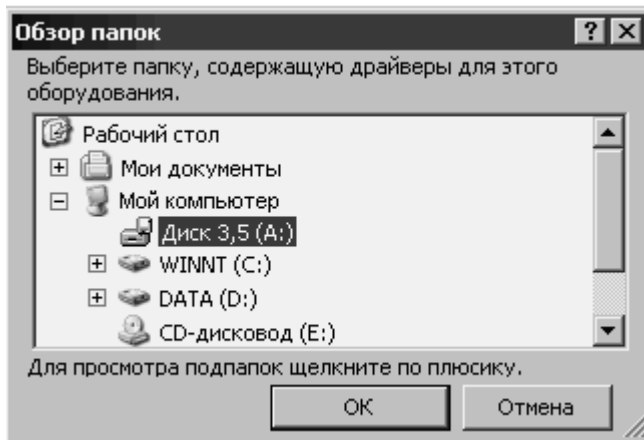 Обзор папок
Выберите папку, содержащую драйверы для этого
оборудования.
Рабочий стол
Мои документы
Мой компьютер
Диск 3,5 (A:)
WINNT (C:)
DATA (D:)
CD-дисковод (E:)
Для просмотра подпапок щелкните по плюсику.
ОК
Отмена